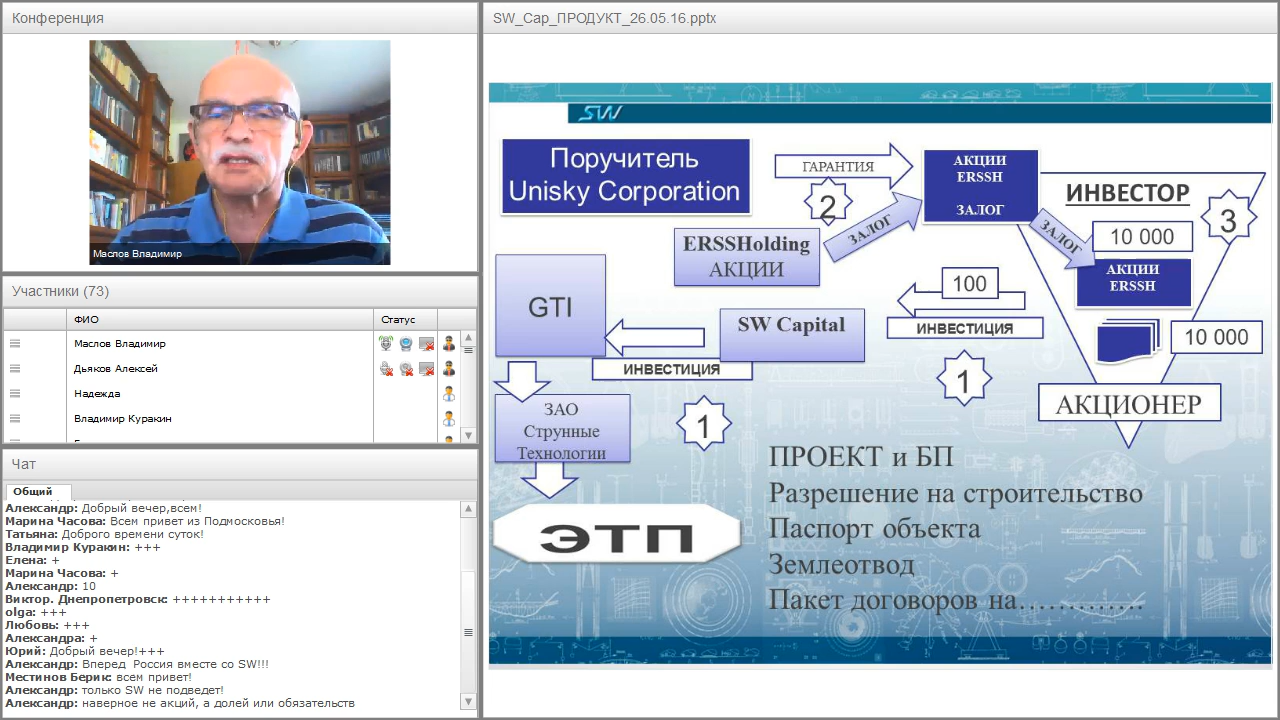 Конференция
Маслов Владимир
Участники (73)
ФИО
Статус
Маслов Владимир
Дьяков Алексей
Надежда
Владимир Куракин
Чат
Общий
Александр: Добрый вечер,всем!
Марина Часова: Всем привет из Подмосковья!
Татьяна: Доброго времени суток!
Владимир Куракин: +++
Елена: +
Марина Часова: +
Александр: 10
Виктор. Днепропетровск: +++++++++++
olga: +++
Любовь: +++
Александра: +
Юрий: Добрый вечер!+++
Александр: Вперед Россия вместе со SW!!!
Местинов Берик: всем привет!
Александр: только SW не подведет!
Александр: наверное не акций, а долей или обязательств
SW_Cap_ПРОДУКТ_26.05.16.pptx
SW
Поручитель
Unisky Corporation
ГАРАНТИЯ
2
ЗАЛОГ
АКЦИИ
ERSSH
ЗАЛОГ
ИНВЕСТОР
3
ЗАЛОГ
10 000
АКЦИИ
ERSSH
ERSSHolding
АКЦИИ
GTI
100
ИНВЕСТИЦИЯ
SW Capital
10 000
ИНВЕСТИЦИЯ
1
1
АКЦИОНЕР
ЗАО
Струнные
Технологии
ЭТП
ПРОЕКТ и БП
Разрешение на строительство
Паспорт объекта
Землеотвод
Пакет договоров на………….